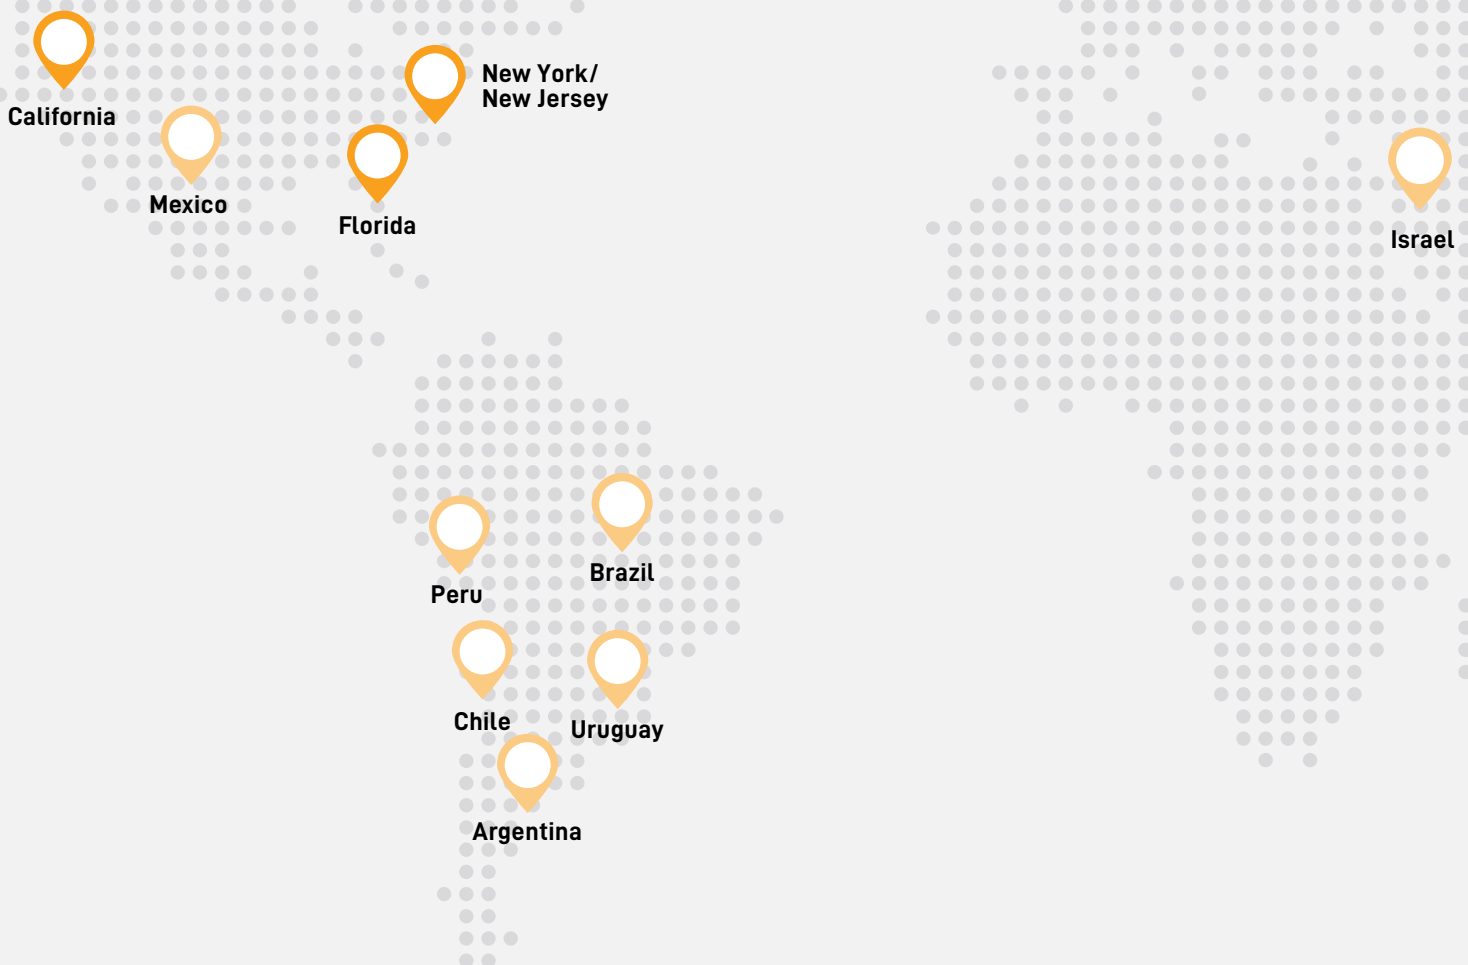 New York/
New Jersey
California
Mexico
Florida
Israel
Brazil
Peru
Chile
Uruguay
Argentina